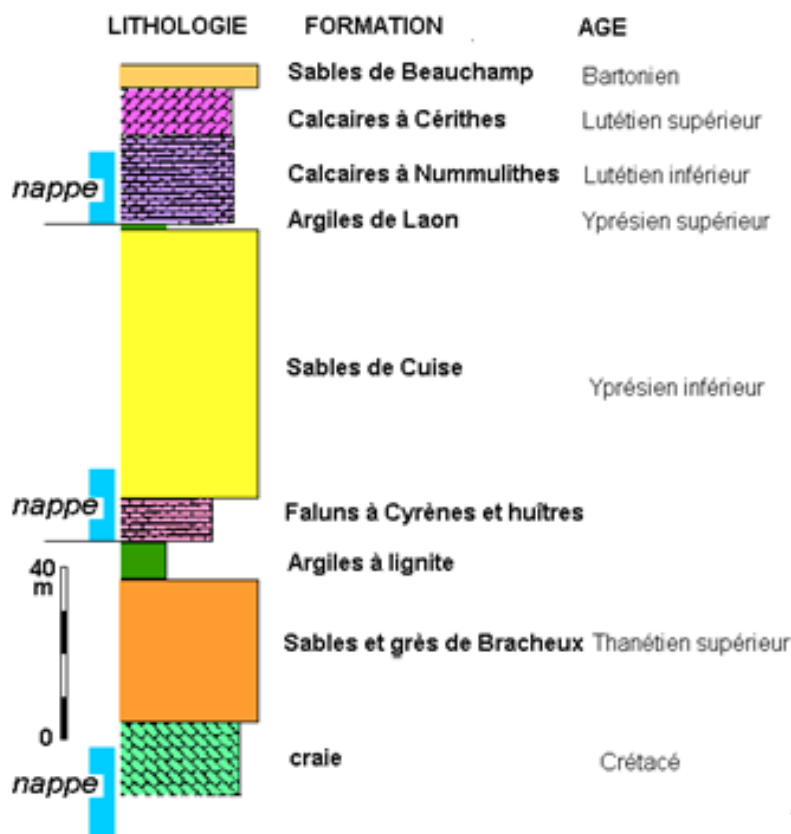 LITHOLOGIE FORMATION AGE
Sables de Beauchamp Bartonien
Calcaires à Cérithes Lutétien supérieur
nappe Calcaires à Nummulithes Lutétien inférieur
Argiles de Laon Yprésien supérieur
Sables de Cuise Yprésien inférieur
nappe Faluns à Cyrènes et huîtres
Argiles à lignite
40
m
Sables et grès de Bracheux Thanétien supérieur
0
craie Crétacé
nappe